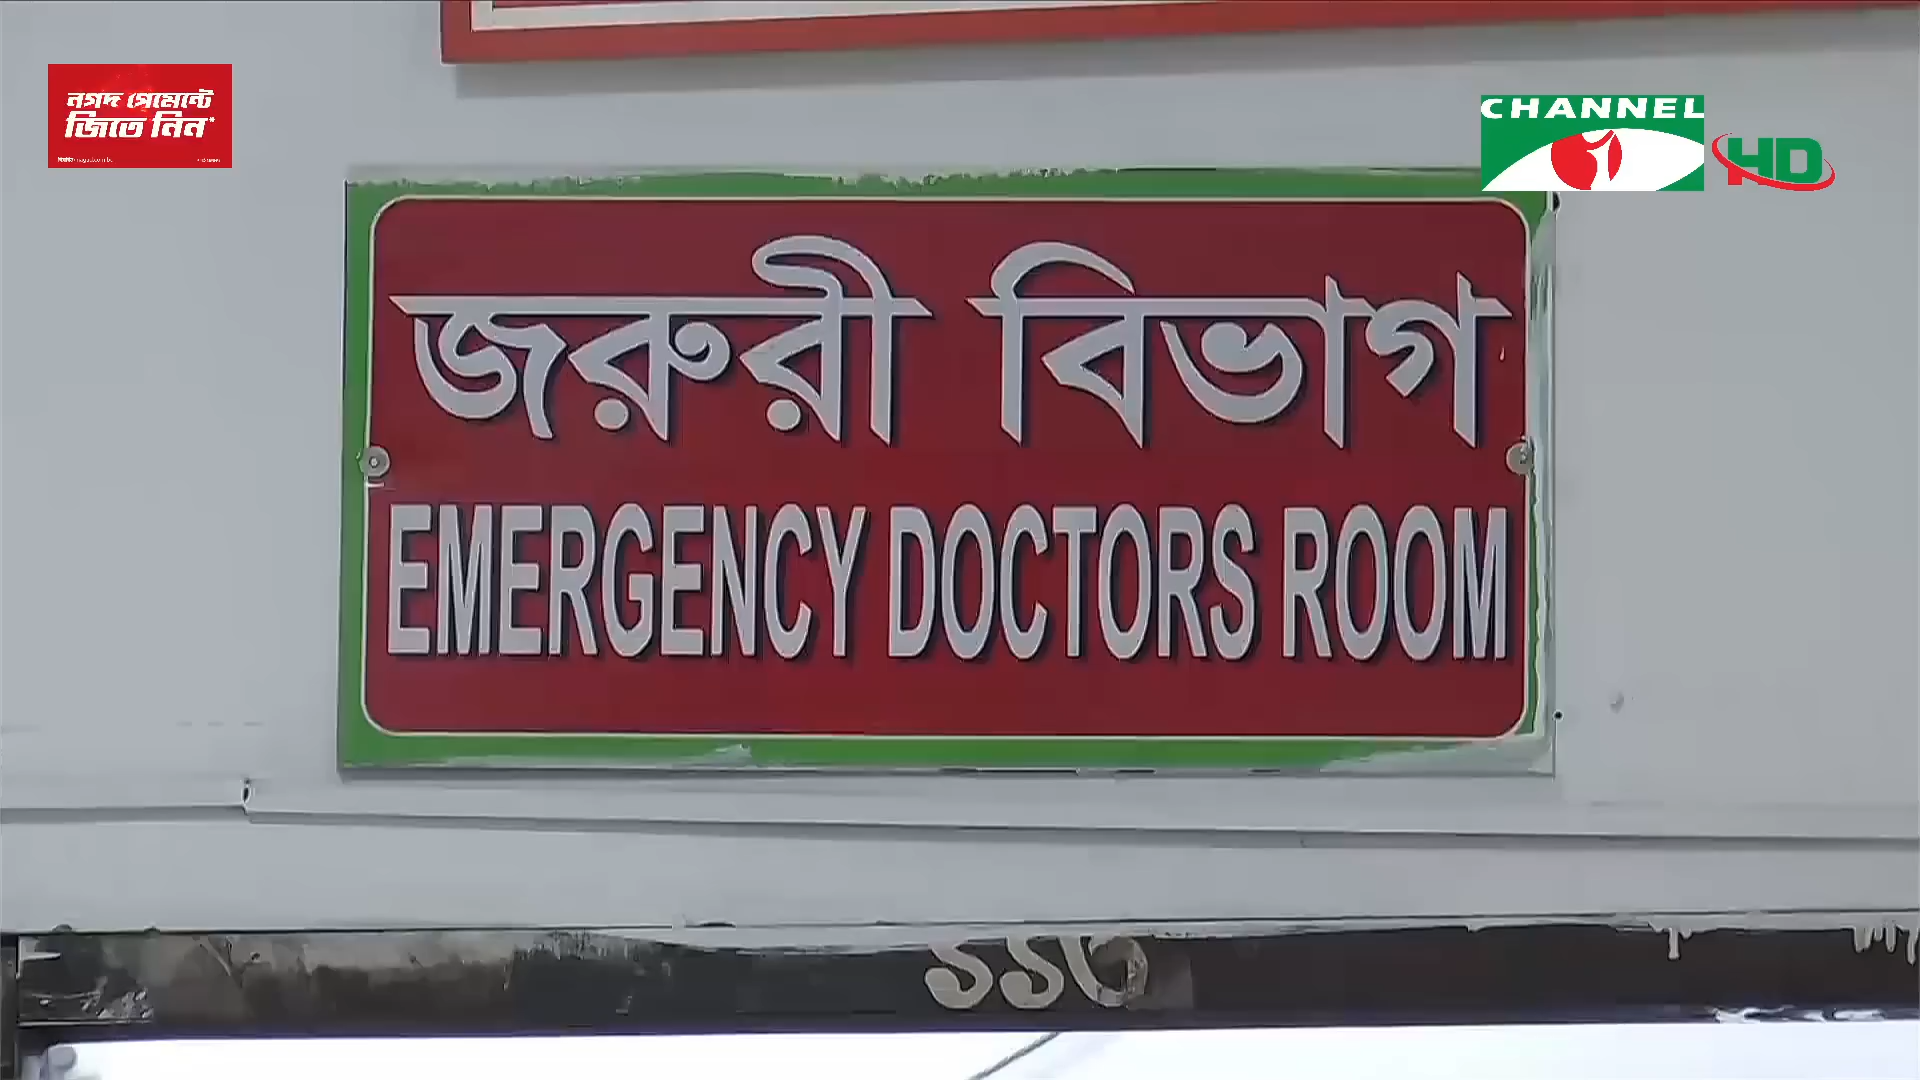 নগদ পেমেন্টে
জিতে নিন*
CHANNEL
HD
জরুরী বিভাগ
EMERGENCY DOCTORS ROOM